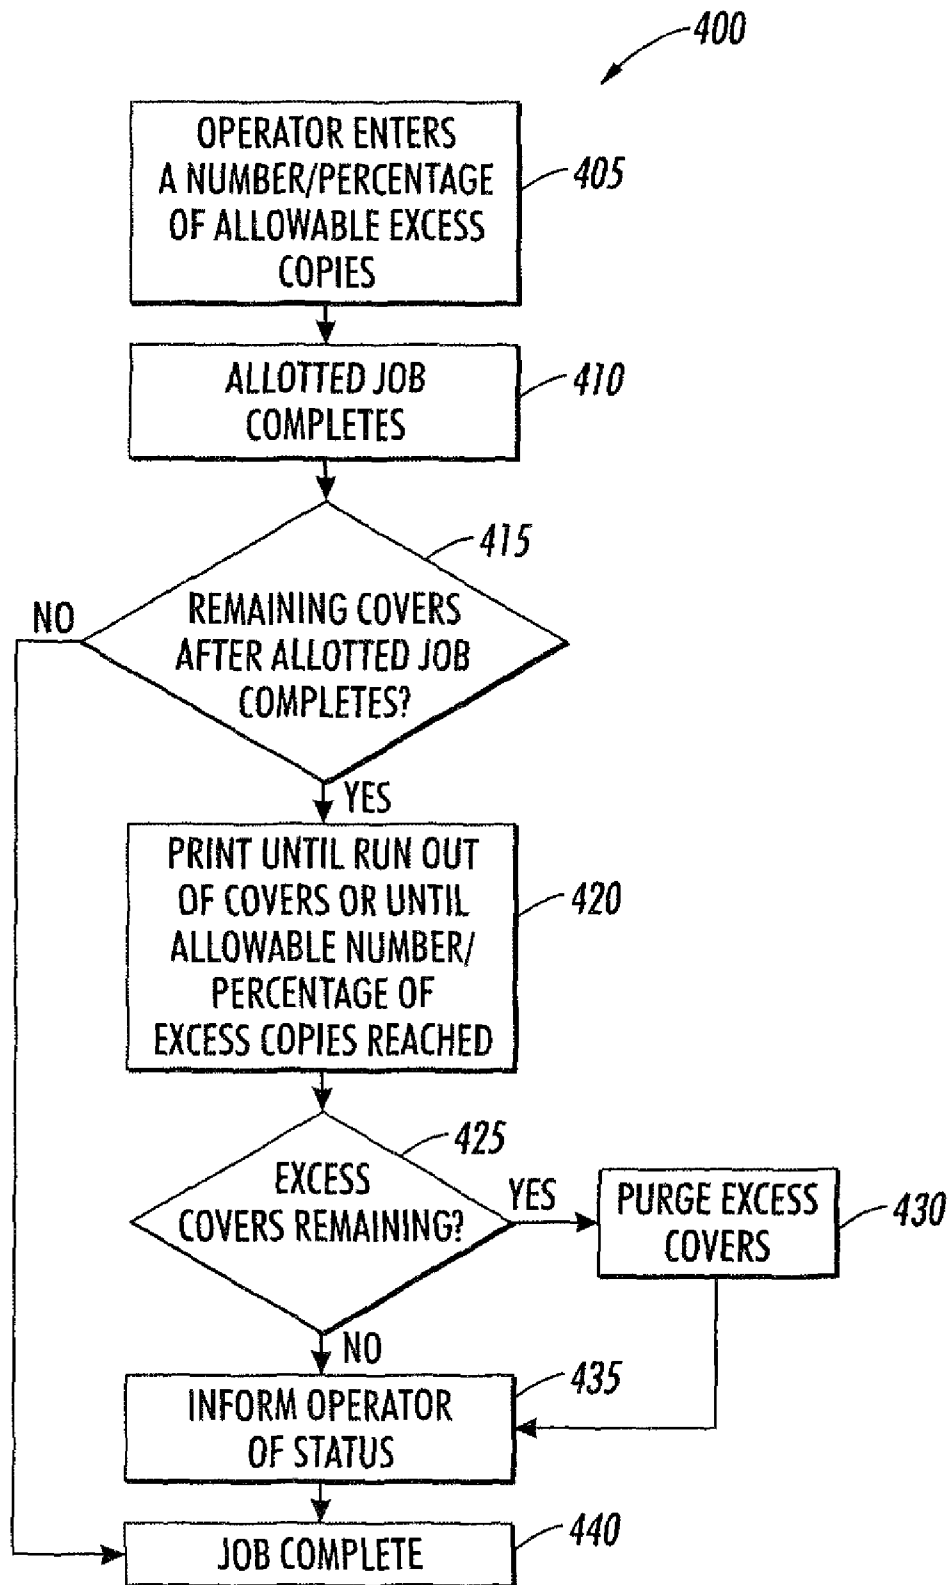 400
OPERATOR ENTERS
A NUMBER/PERCENTAGE
OF ALLOWABLE EXCESS
COPIES
405
ALLOTTED JOB
COMPLETES
410
415
REMAINING COVERS
AFTER ALLOTTED JOB
COMPLETES?
NO
YES
PRINT UNTIL RUN OUT
OF COVERS OR UNTIL
ALLOWABLE NUMBER/
PERCENTAGE OF
EXCESS COPIES REACHED
420
425
EXCESS
COVERS REMAINING?
YES
PURGE EXCESS
COVERS
430
NO
INFORM OPERATOR
OF STATUS
435
JOB COMPLETE
440